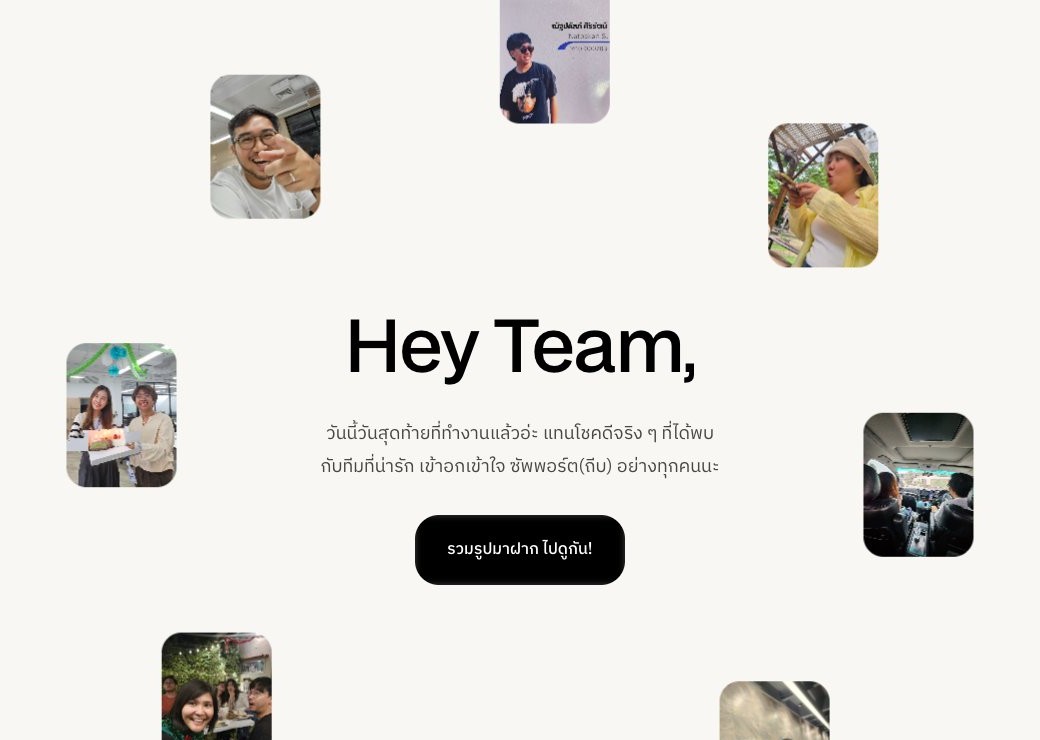 Nataskan S.
Hey Team,
วันนี้วันสุดท้ายที่ทำงานแล้วอ่ะ แทนโชคดีจริง ๆ ที่ได้พบ
กับทีมที่น่ารัก เข้าอกเข้าใจ ซัพพอร์ต(ถีบ) อย่างทุกคนนะ
รวมรูปมาฝาก ไปดูกัน!